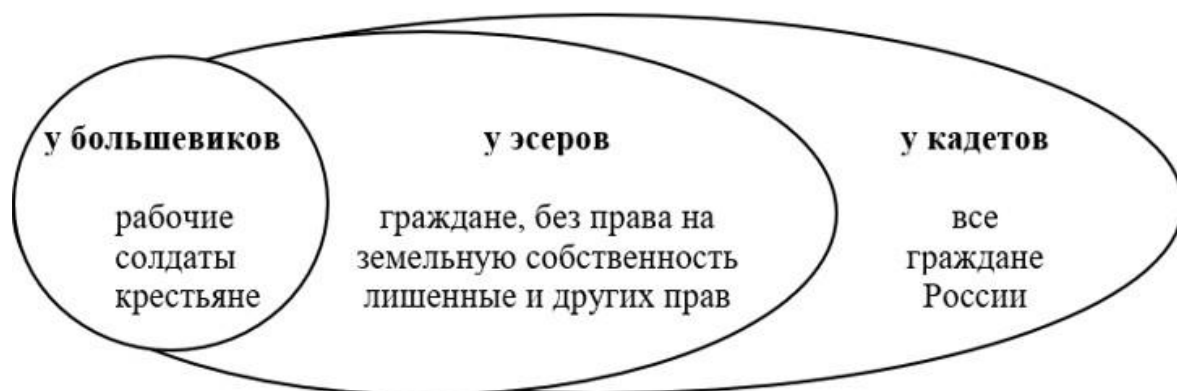 у большевиков
рабочие
солдаты
крестьяне
у эсеров
граждане, без права на
земельную собственность
лишенные и других прав
у кадетов
все
граждане
России